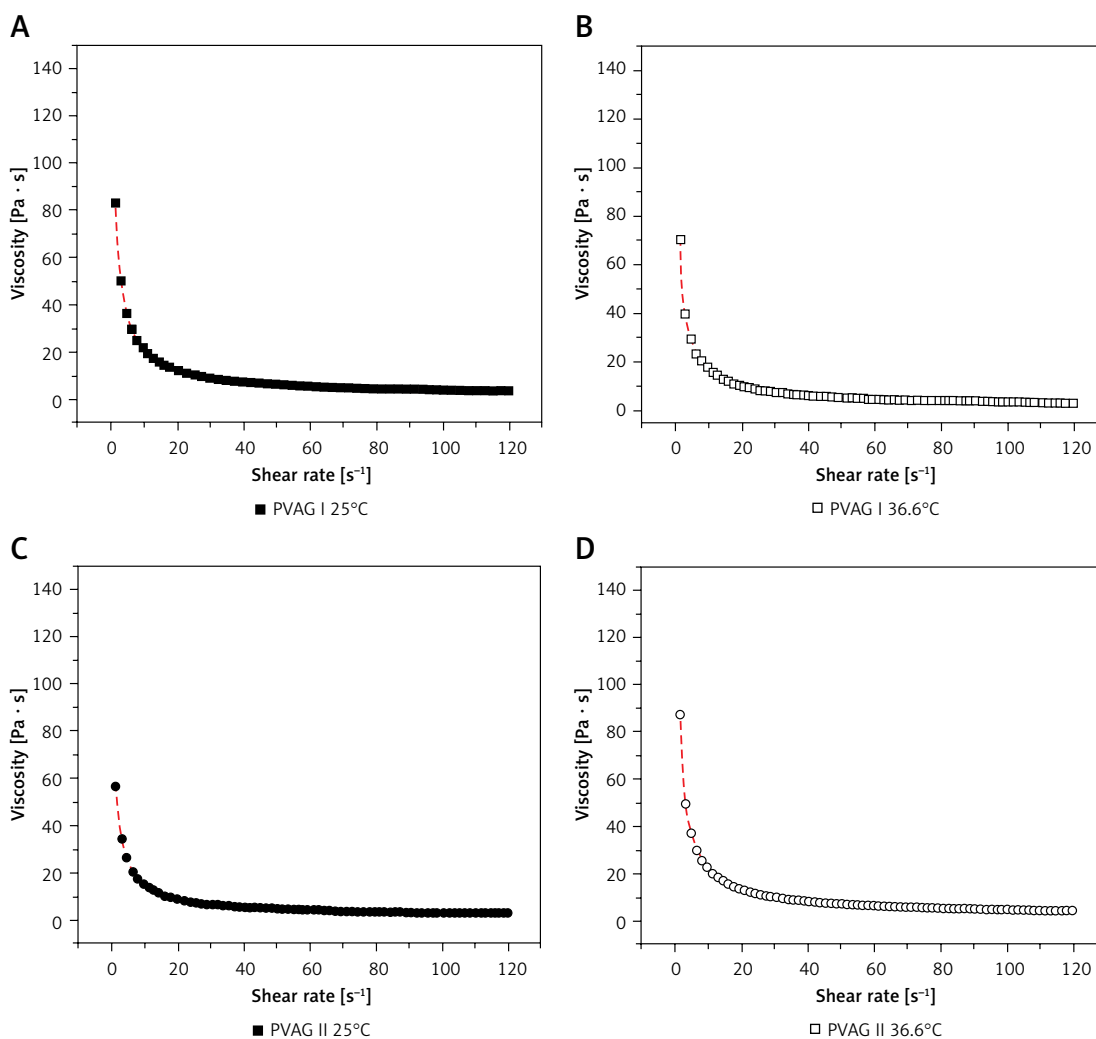 A
Viscosity [Pa · s]
140
120
100
80
60
40
20
0
0 20 40 60 80 100 120
Shear rate [s⁻¹]
■ PVAG I 25°C
B
Viscosity [Pa · s]
140
120
100
80
60
40
20
0
0 20 40 60 80 100 120
Shear rate [s⁻¹]
□ PVAG I 36.6°C
C
Viscosity [Pa · s]
140
120
100
80
60
40
20
0
0 20 40 60 80 100 120
Shear rate [s⁻¹]
■ PVAG II 25°C
D
Viscosity [Pa · s]
140
120
100
80
60
40
20
0
0 20 40 60 80 100 120
Shear rate [s⁻¹]
□ PVAG II 36.6°C